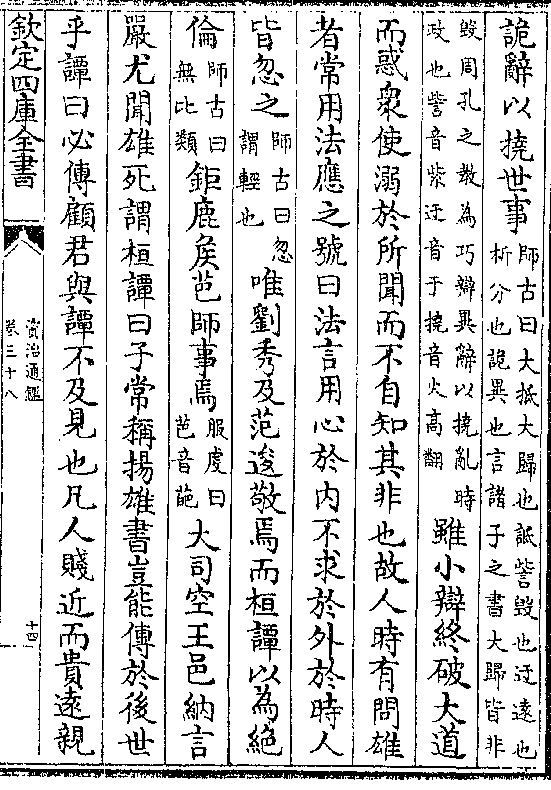 詭辭以撓世事師古曰大抵大歸也詆訾毀也迂遠也析分也詭異也言諸子之書大歸皆非
毀周孔之教為巧辯異辭以撓亂時政也訾音紫迂音于撓音火高翻雖小辯終破大道
而惑衆使溺於所聞而不自知其非也故人時有問雄
者常用法應之號曰法言用心於内不求於外於時人
皆忽之師古曰忽謂輕也唯劉秀及范逡敬焉而桓譚以為絶
倫師古曰無比類鉅鹿矦芭師事焉服虔曰芭音葩大司空王邑納言
嚴尤聞雄死謂桓譚曰子常稱揚雄書豈能傳於後世
乎譚曰必傳顧君與譚不及見也凡人賤近而貴遠親
欽定四庫全書
資治通鑑
卷三十八
十四